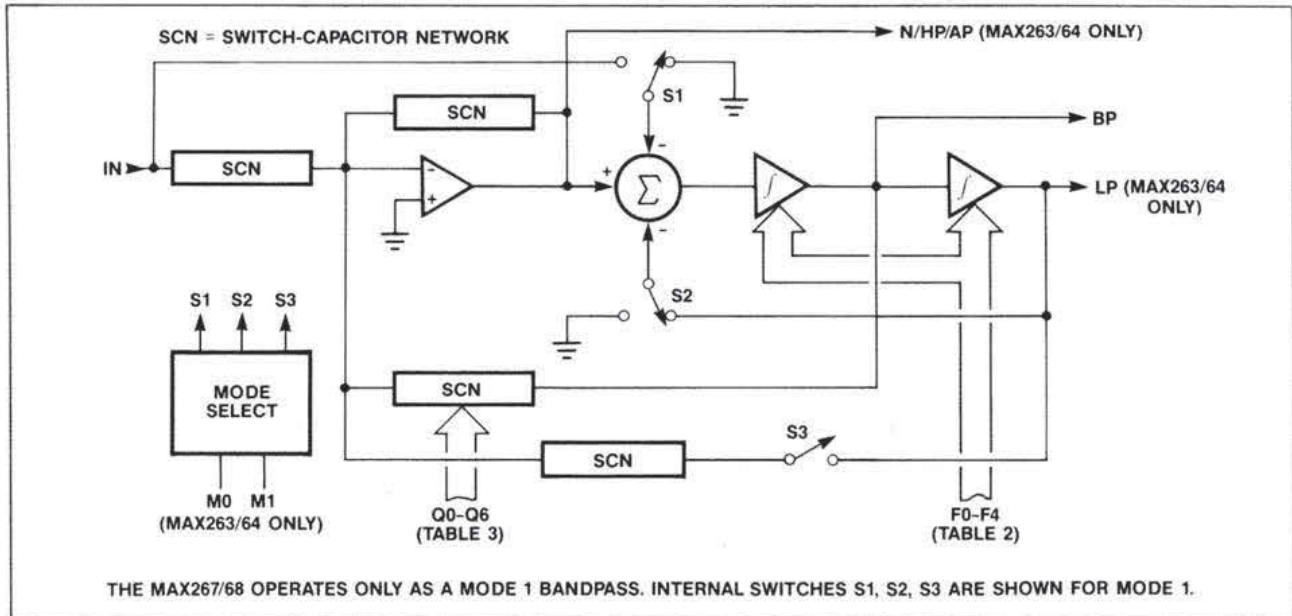 SCN = SWITCH-CAPACITOR NETWORK
N/HP/AP (MAX263/64 ONLY)
S1
SCN
-
BP
IN
SCN
-
+
+
Σ
∫
∫
LP (MAX263/64
ONLY)
-
S1 S2 S3
S2
MODE
SELECT
SCN
S3
SCN
M0 M1
(MAX263/64 ONLY)
Q0-Q6
(TABLE 3)
F0-F4
(TABLE 2)
THE MAX267/68 OPERATES ONLY AS A MODE 1 BANDPASS. INTERNAL SWITCHES S1, S2, S3 ARE SHOWN FOR MODE 1.